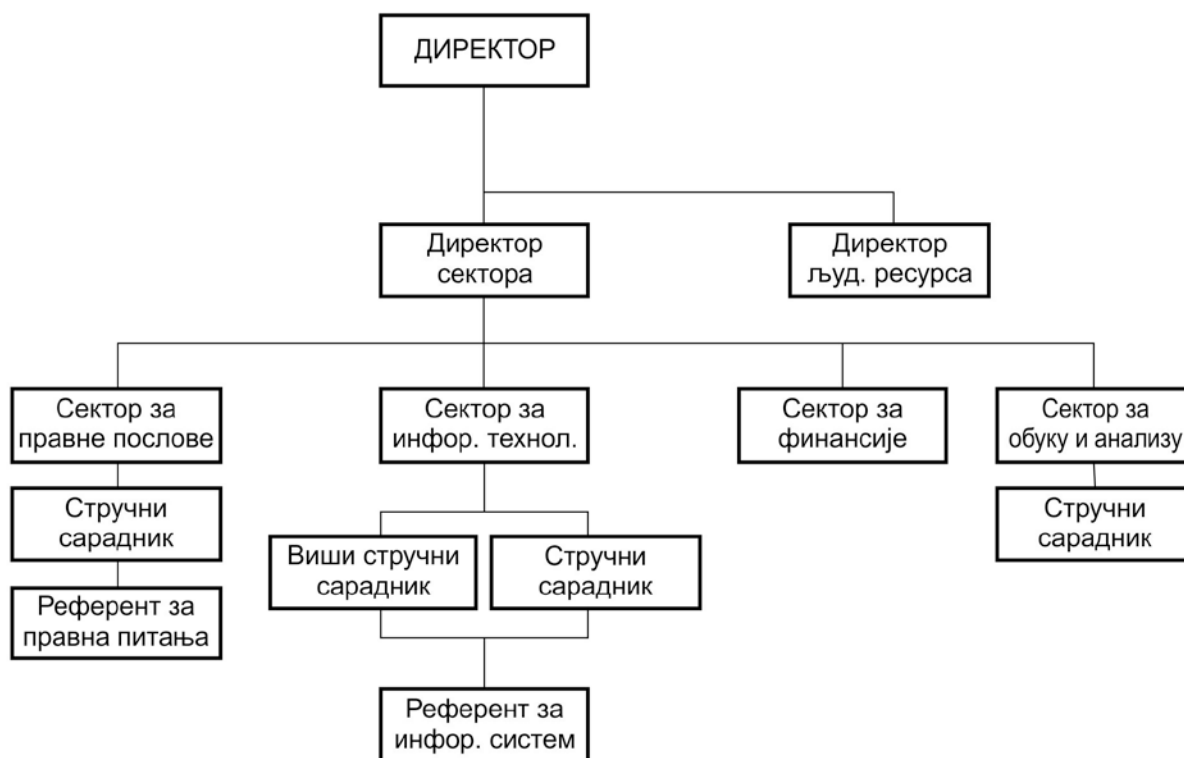 ДИРЕКТОР
Директор
сектора
Директор
људ. ресурса
Сектор за
правне послове
Сектор за
инфор. технол.
Сектор за
финансије
Сектор за
обуку и анализу
Стручни
сарадник
Виши стручни
сарадник
Стручни
сарадник
Стручни
сарадник
Референт за
правна питања
Референт за
инфор. систем